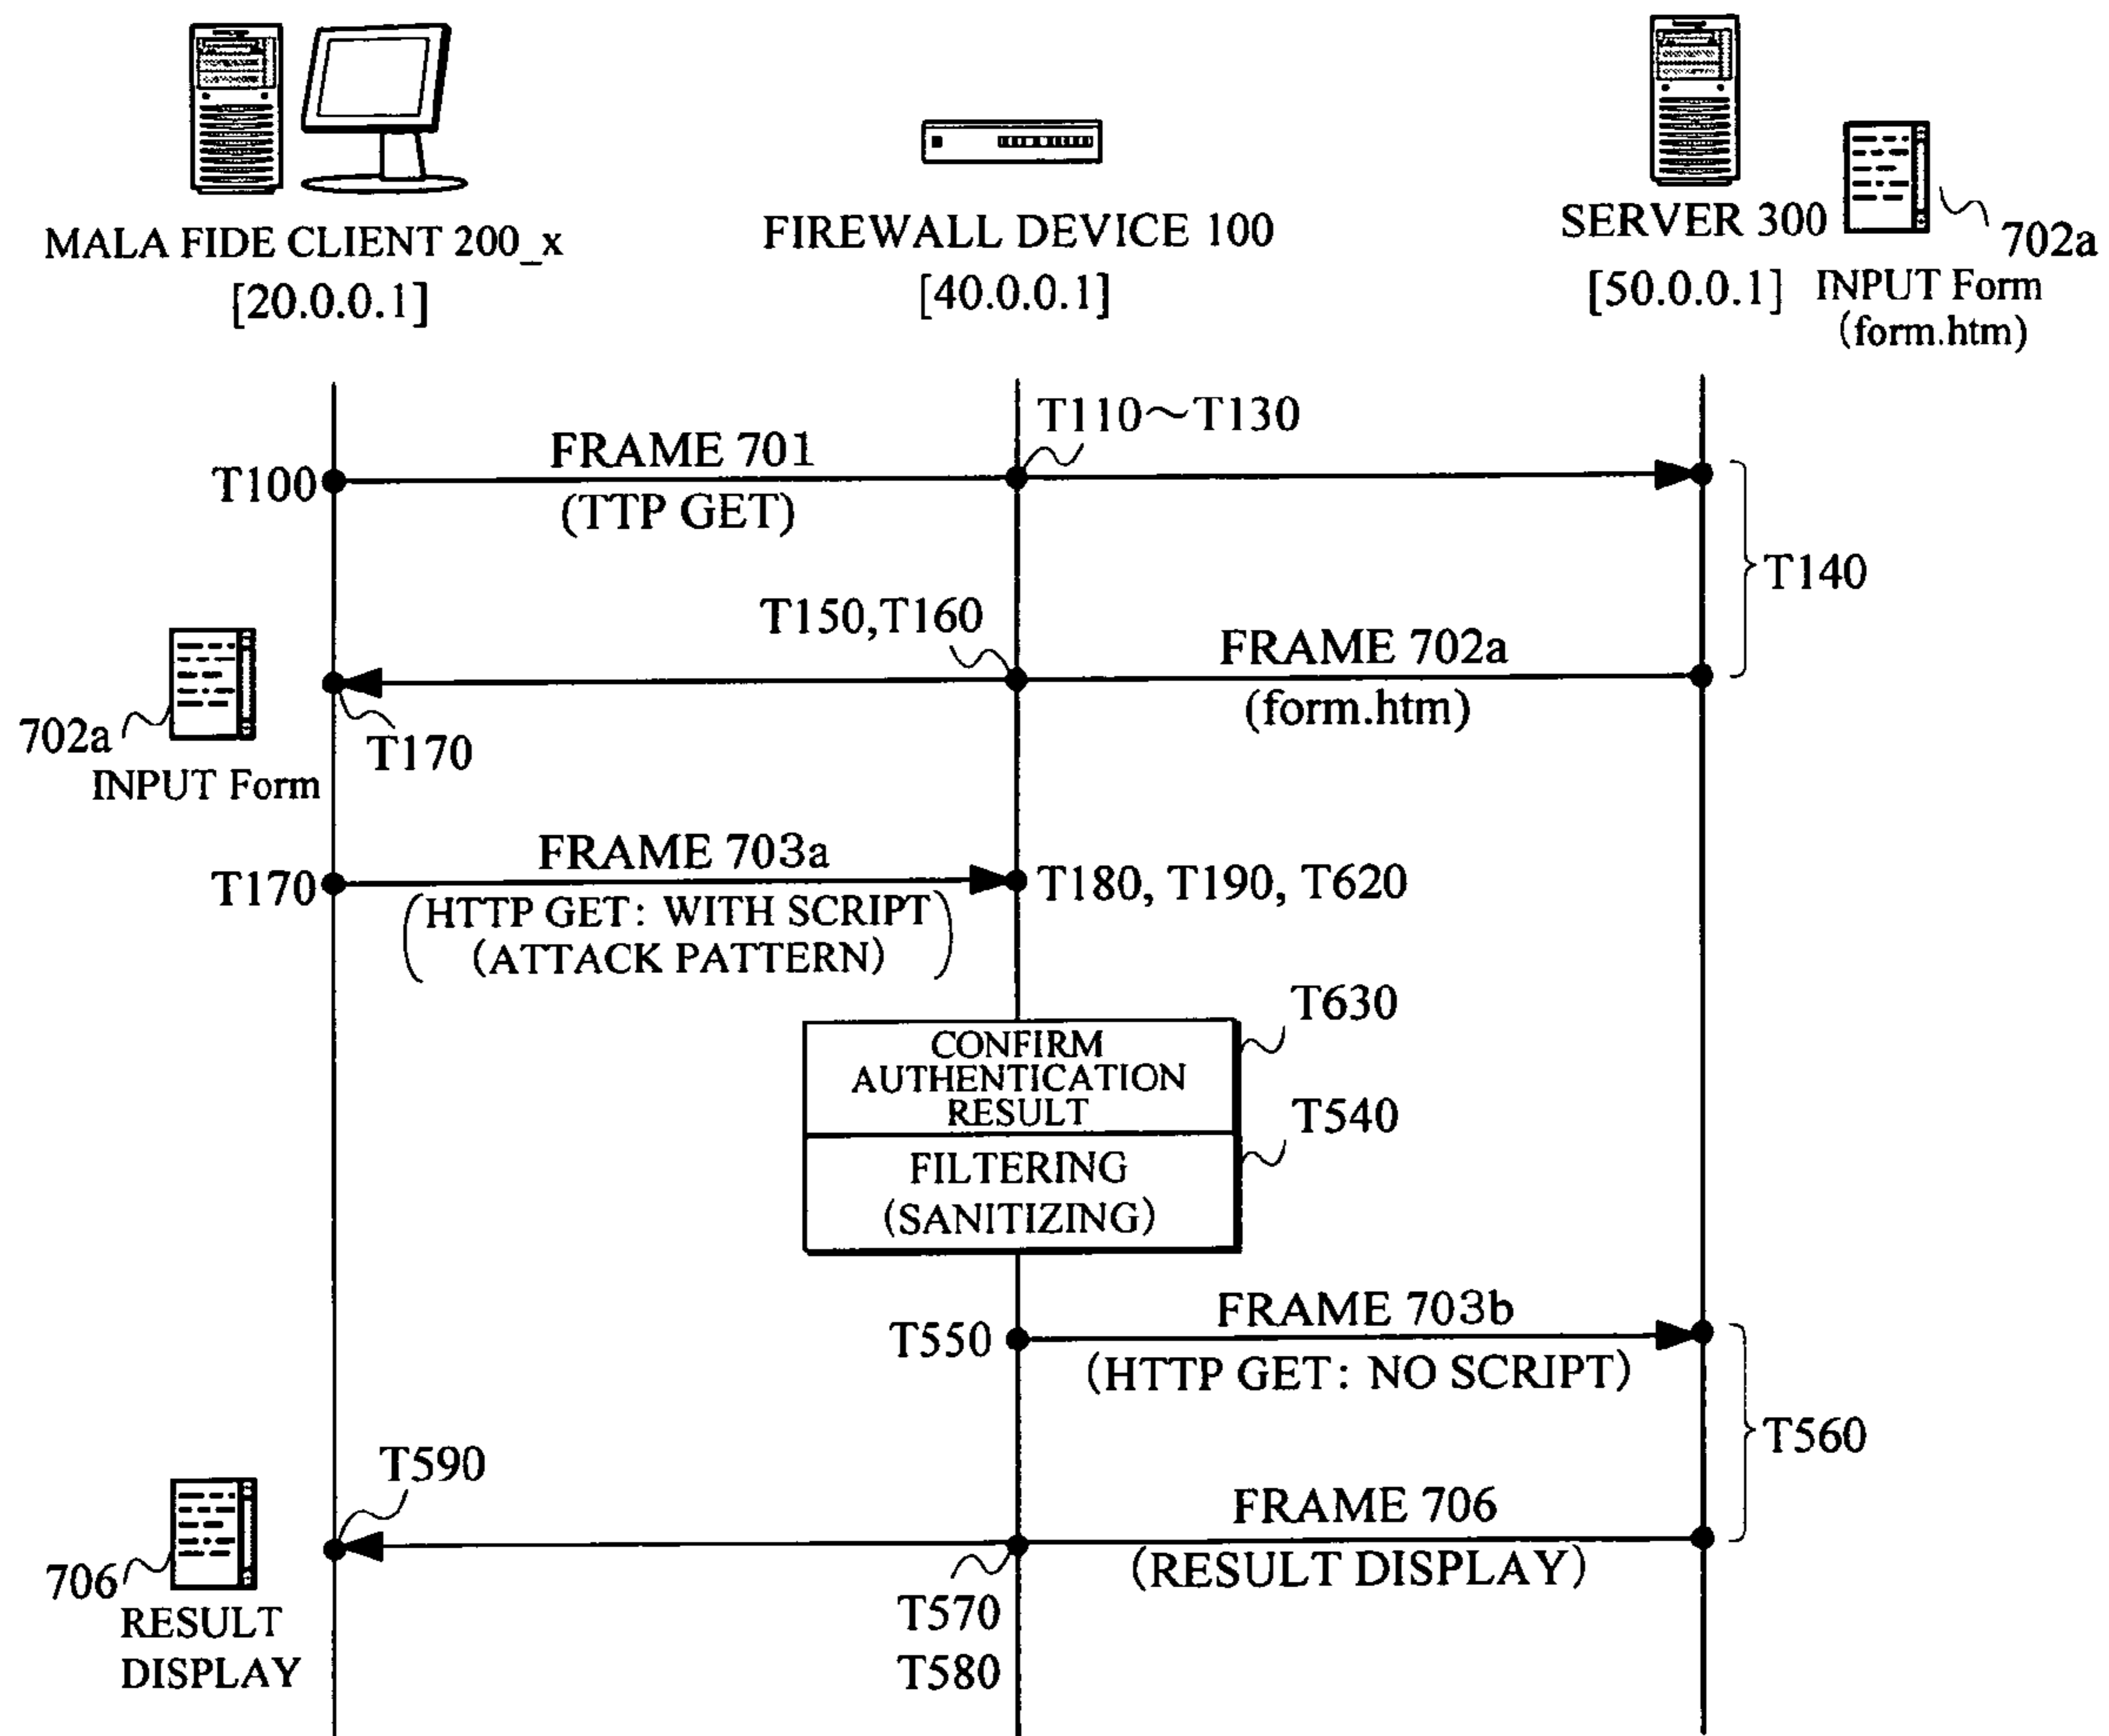 MALA FIDE CLIENT 200_x
[20.0.0.1]
FIREWALL DEVICE 100
[40.0.0.1]
SERVER 300
[50.0.0.1]
702a
INPUT Form
(form.htm)
T110～T130
FRAME 701
T100
(TTP GET)
T140
T150,T160
FRAME 702a
(form.htm)
702a
INPUT Form
T170
FRAME 703a
T170
(HTTP GET: WITH SCRIPT
(ATTACK PATTERN))
T180, T190, T620
T630
CONFIRM
AUTHENTICATION
RESULT
T540
FILTERING
(SANITIZING)
FRAME 703b
T550
(HTTP GET: NO SCRIPT)
T560
T590
FRAME 706
(RESULT DISPLAY)
706
RESULT
DISPLAY
T570
T580